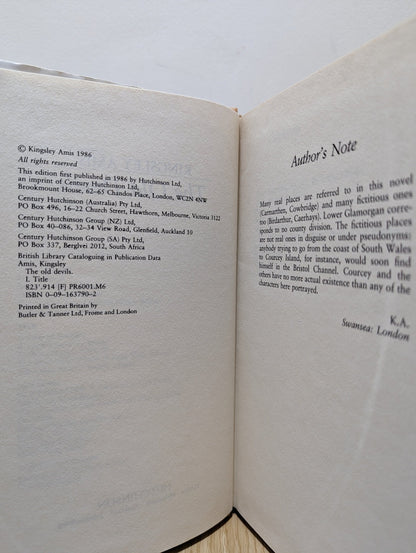 © Kingsley Amis 1986
All rights reserved
This edition first published in 1986 by Hutchinson Ltd,
an imprint of Century Hutchinson Ltd,
Brookmount House, 62–65 Chandos Place, London, WC2N 4NW
Century Hutchinson (Australia) Pty Ltd,
PO Box 496, 16–22 Church Street, Hawthorn, Melbourne, Victoria 3122
Century Hutchinson Group (NZ) Ltd,
PO Box 40–086, 32–34 View Road, Glenfield, Auckland 10
Century Hutchinson Group (SA) Pty Ltd,
PO Box 337, Bergvlei 2012, South Africa
British Library Cataloguing in Publication Data
Amis, Kingsley
The old devils.
I. Title
823'.914 [F] PR6001.M6
ISBN 0–09–163790–2
Printed in Great Britain by
Butler & Tanner Ltd, Frome and London
Author's Note
Many real places are referred to in this novel
(Carmarthen, Cowbridge) and many fictitious ones
too (Birdarthur, Caerhays). Lower Glamorgan corres-
ponds to no county division. The fictitious places
are not real ones in disguise or under pseudonyms:
anybody trying to go from the coast of South Wales
to Courcey Island, for instance, would soon find
himself in the Bristol Channel. Courcey and the
others have no more actual existence than any of the
characters here portrayed.
K.A.
Swansea: London